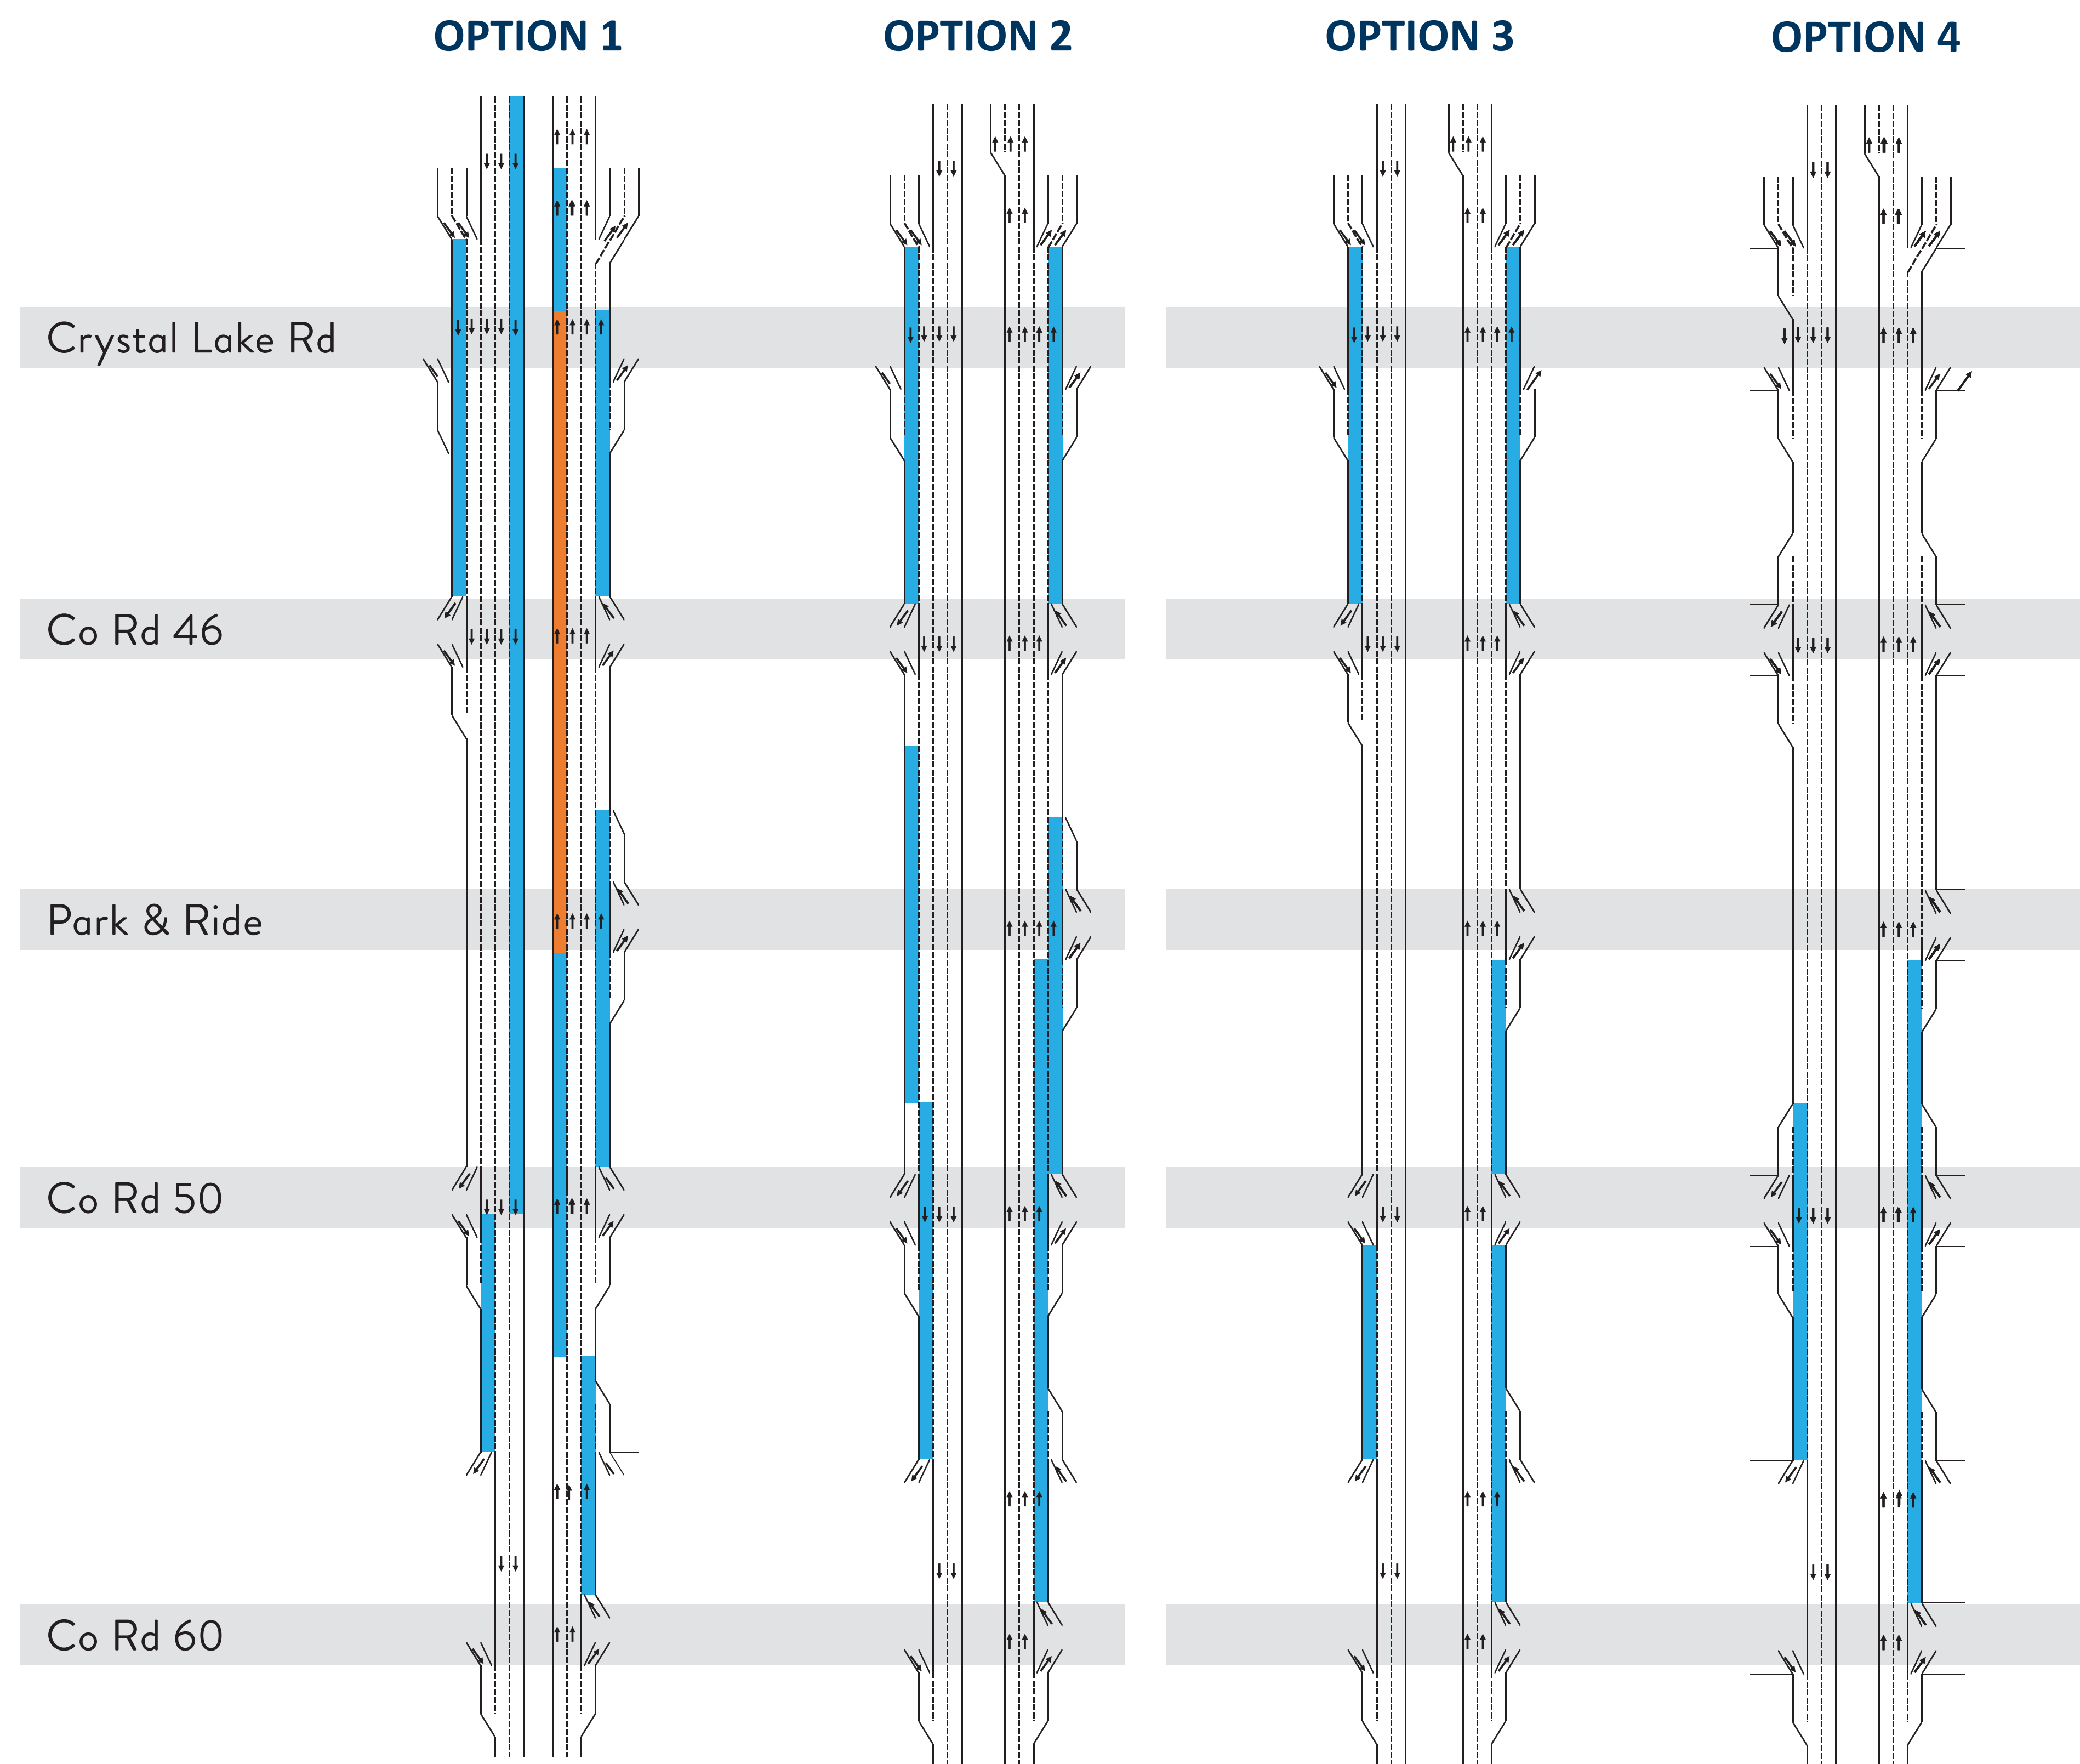 OPTION 1 OPTION 2 OPTION 3 OPTION 4
Crystal Lake Rd
Co Rd 46
Park & Ride
Co Rd 50
Co Rd 60